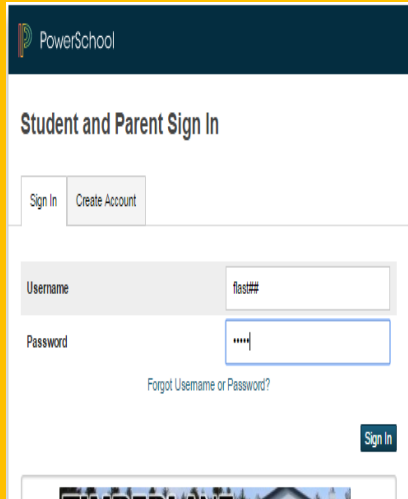 PowerSchool
Student and Parent Sign In
Sign In
Create Account
Username
flast##
Password
•••••
Forgot Username or Password?
Sign In